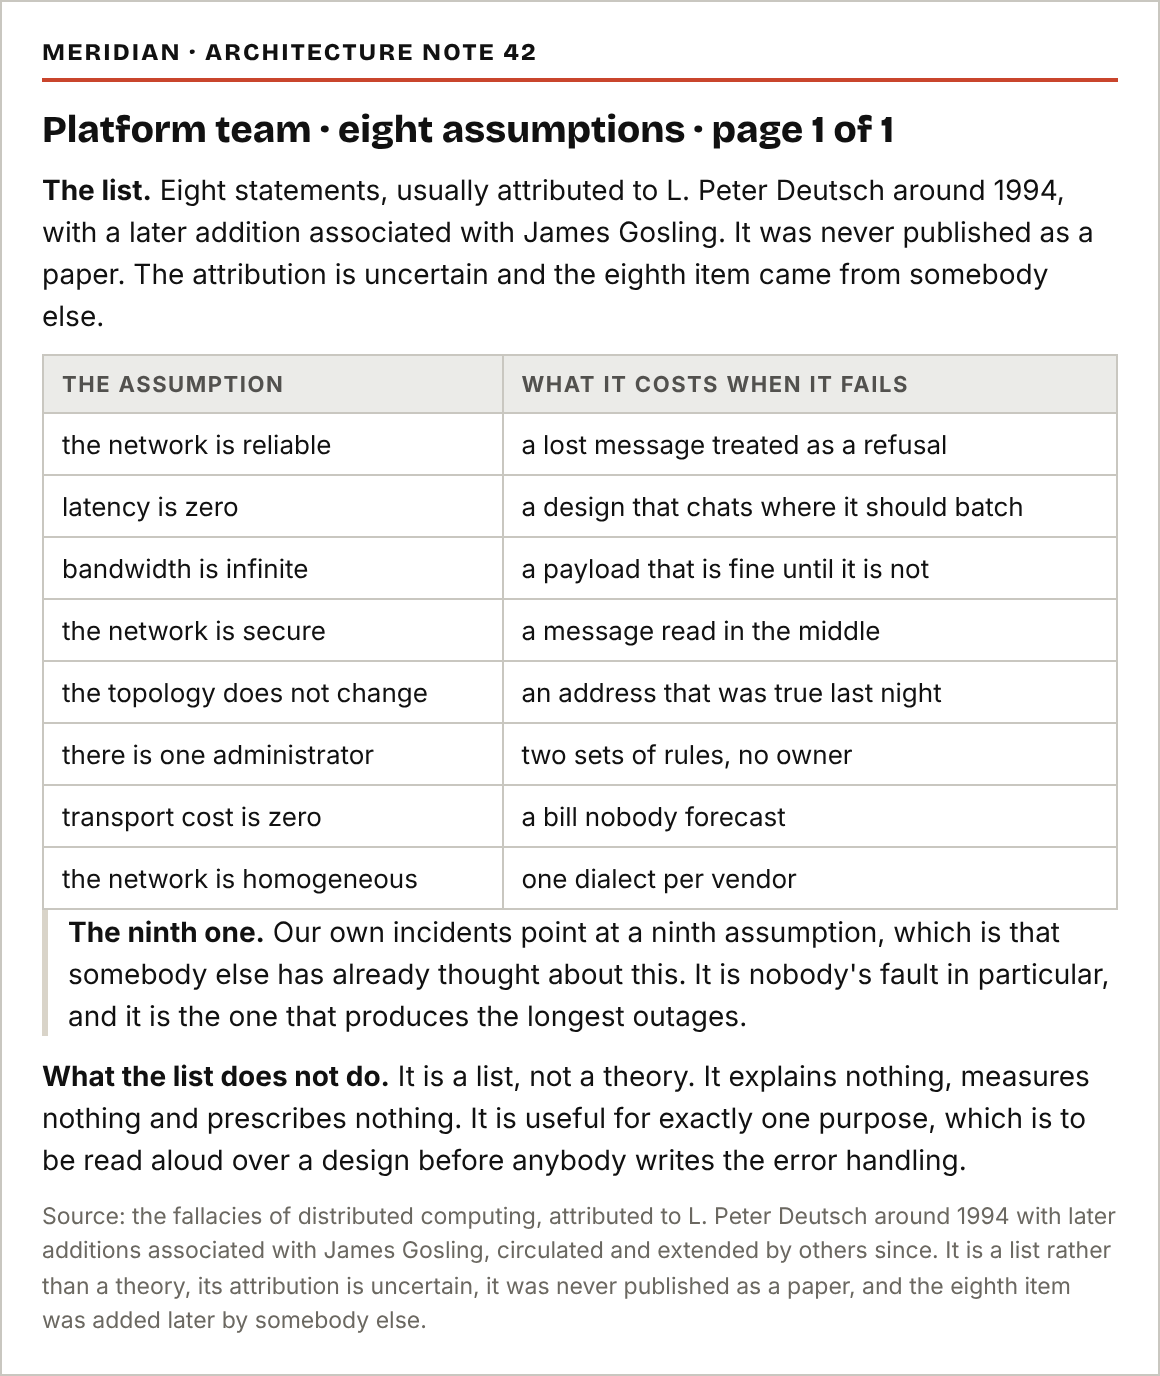 MERIDIAN · ARCHITECTURE NOTE 42
Platform team · eight assumptions · page 1 of 1
The list. Eight statements, usually attributed to L. Peter Deutsch around 1994,
with a later addition associated with James Gosling. It was never published as a
paper. The attribution is uncertain and the eighth item came from somebody
else.
THE ASSUMPTION WHAT IT COSTS WHEN IT FAILS
the network is reliable a lost message treated as a refusal
latency is zero a design that chats where it should batch
bandwidth is infinite a payload that is fine until it is not
the network is secure a message read in the middle
the topology does not change an address that was true last night
there is one administrator two sets of rules, no owner
transport cost is zero a bill nobody forecast
the network is homogeneous one dialect per vendor
The ninth one. Our own incidents point at a ninth assumption, which is that
somebody else has already thought about this. It is nobody's fault in particular,
and it is the one that produces the longest outages.
What the list does not do. It is a list, not a theory. It explains nothing, measures
nothing and prescribes nothing. It is useful for exactly one purpose, which is to
be read aloud over a design before anybody writes the error handling.
Source: the fallacies of distributed computing, attributed to L. Peter Deutsch around 1994 with later
additions associated with James Gosling, circulated and extended by others since. It is a list rather
than a theory, its attribution is uncertain, it was never published as a paper, and the eighth item
was added later by somebody else.